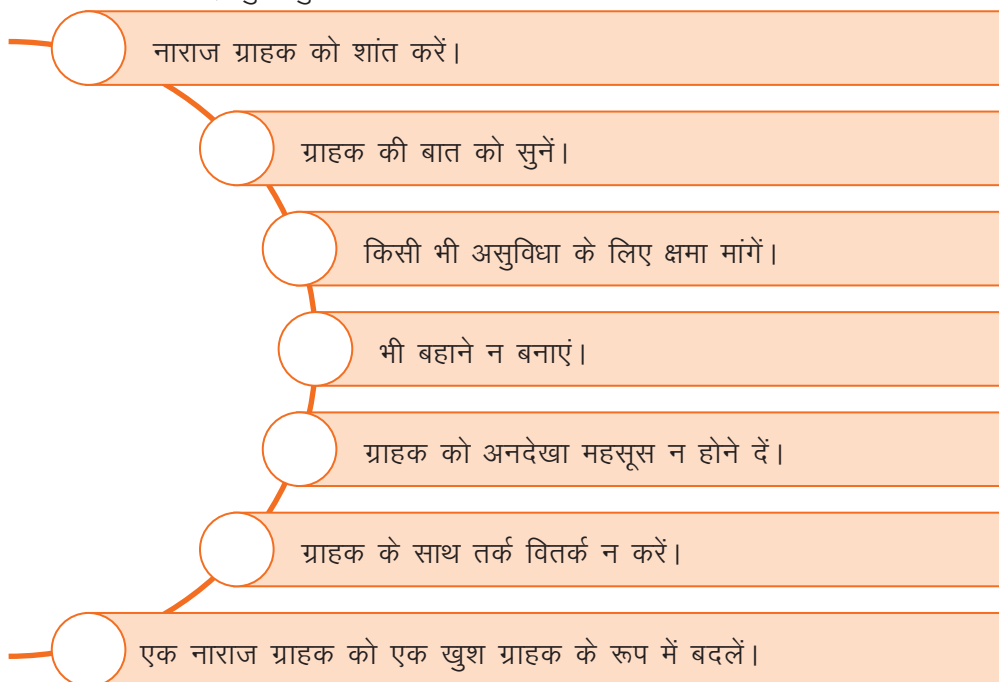 नाराज ग्राहक को शांत करें।
ग्राहक की बात को सुनें।
किसी भी असुविधा के लिए क्षमा मांगें।
भी बहाने न बनाएं।
ग्राहक को अनदेखा महसूस न होने दें।
ग्राहक के साथ तर्क वितर्क न करें।
एक नाराज ग्राहक को एक खुश ग्राहक के रूप में बदलें।